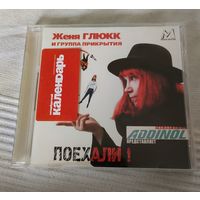 Женя ГЛЮКК
И ГРУППА ПРИКРЫТИЯ
календарь
ADDINOL
ПРЕДСТАВЛЯЕТ
ПОЕХАЛИ !